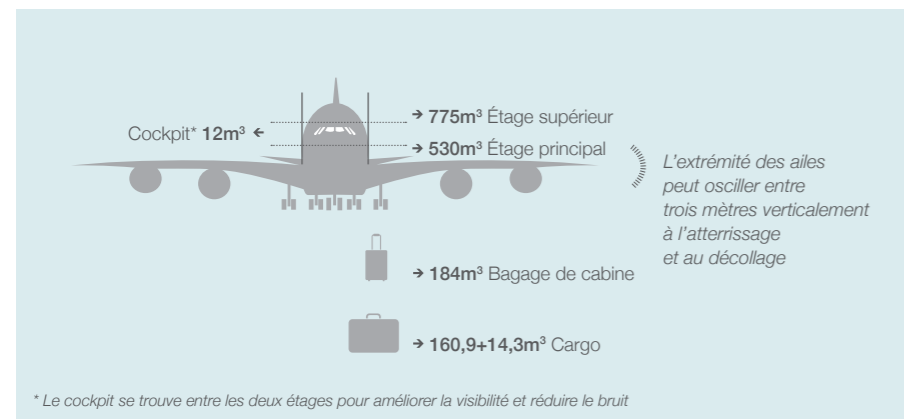 → 775m³ Étage supérieur
Cockpit* 12m³ ←
→ 530m³ Étage principal
L'extrémité des ailes
peut osciller entre
trois mètres verticalement
à l'atterrissage
et au décollage
→ 184m³ Bagage de cabine
→ 160,9+14,3m³ Cargo
* Le cockpit se trouve entre les deux étages pour améliorer la visibilité et réduire le bruit